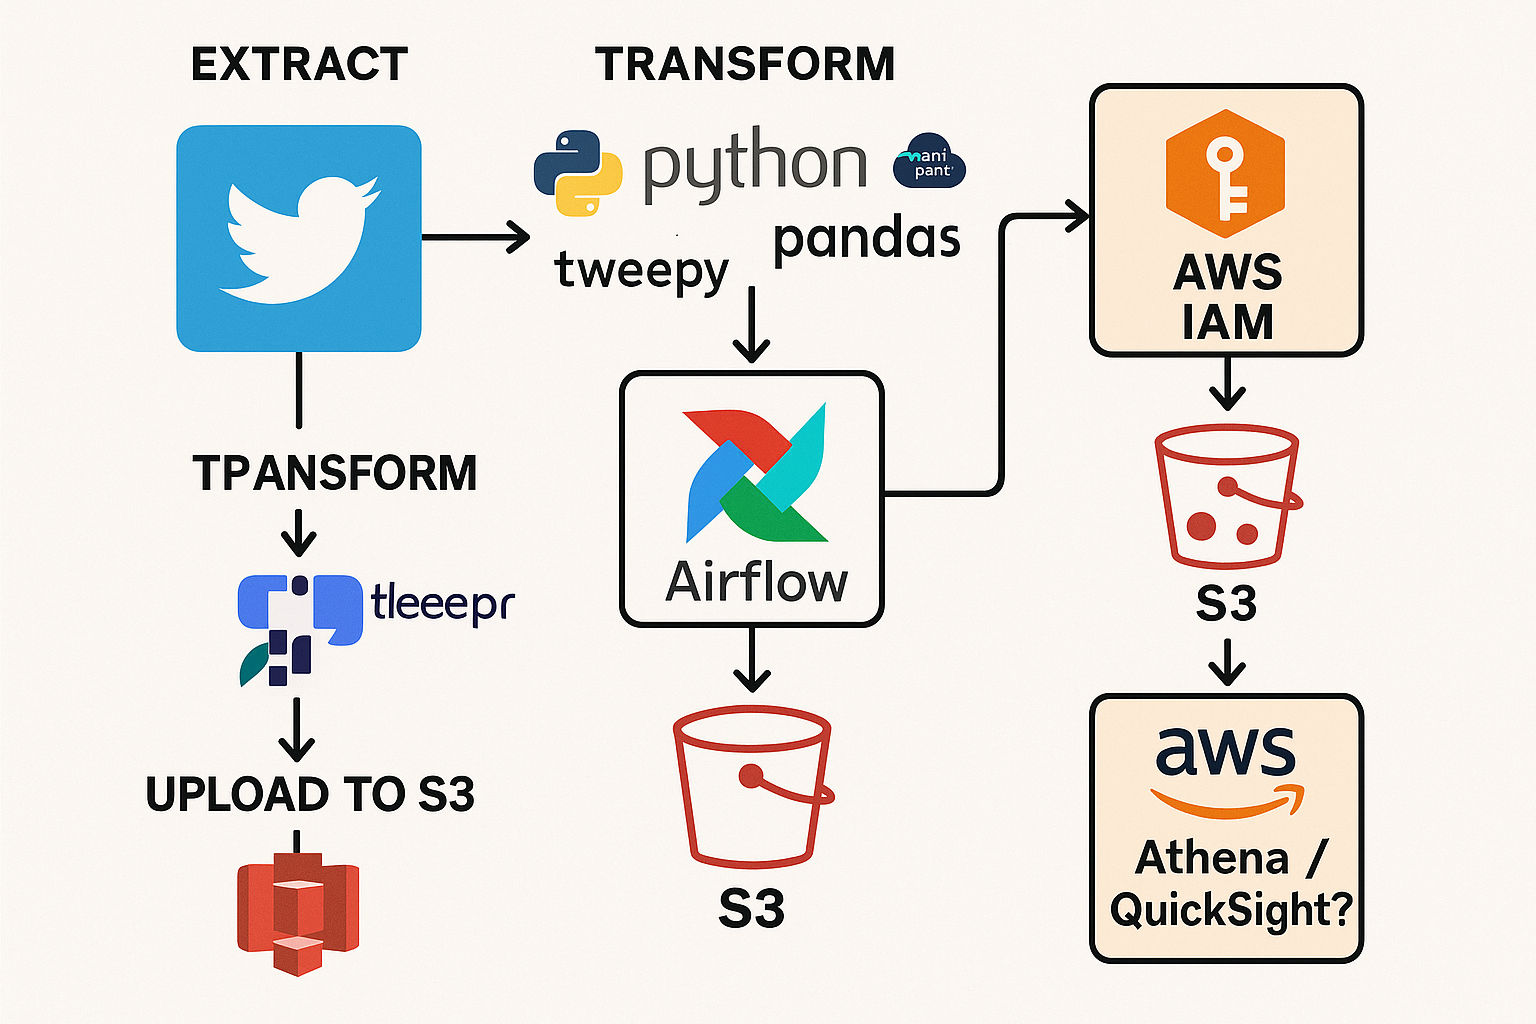 EXTRACT
TRANSFORM
python
mani
pant'
tweepy
pandas
AWS
IAM
TPANSFORM
tleeepr
Airflow
UPLOAD TO S3
S3
S3
aws
Athena /
QuickSight?